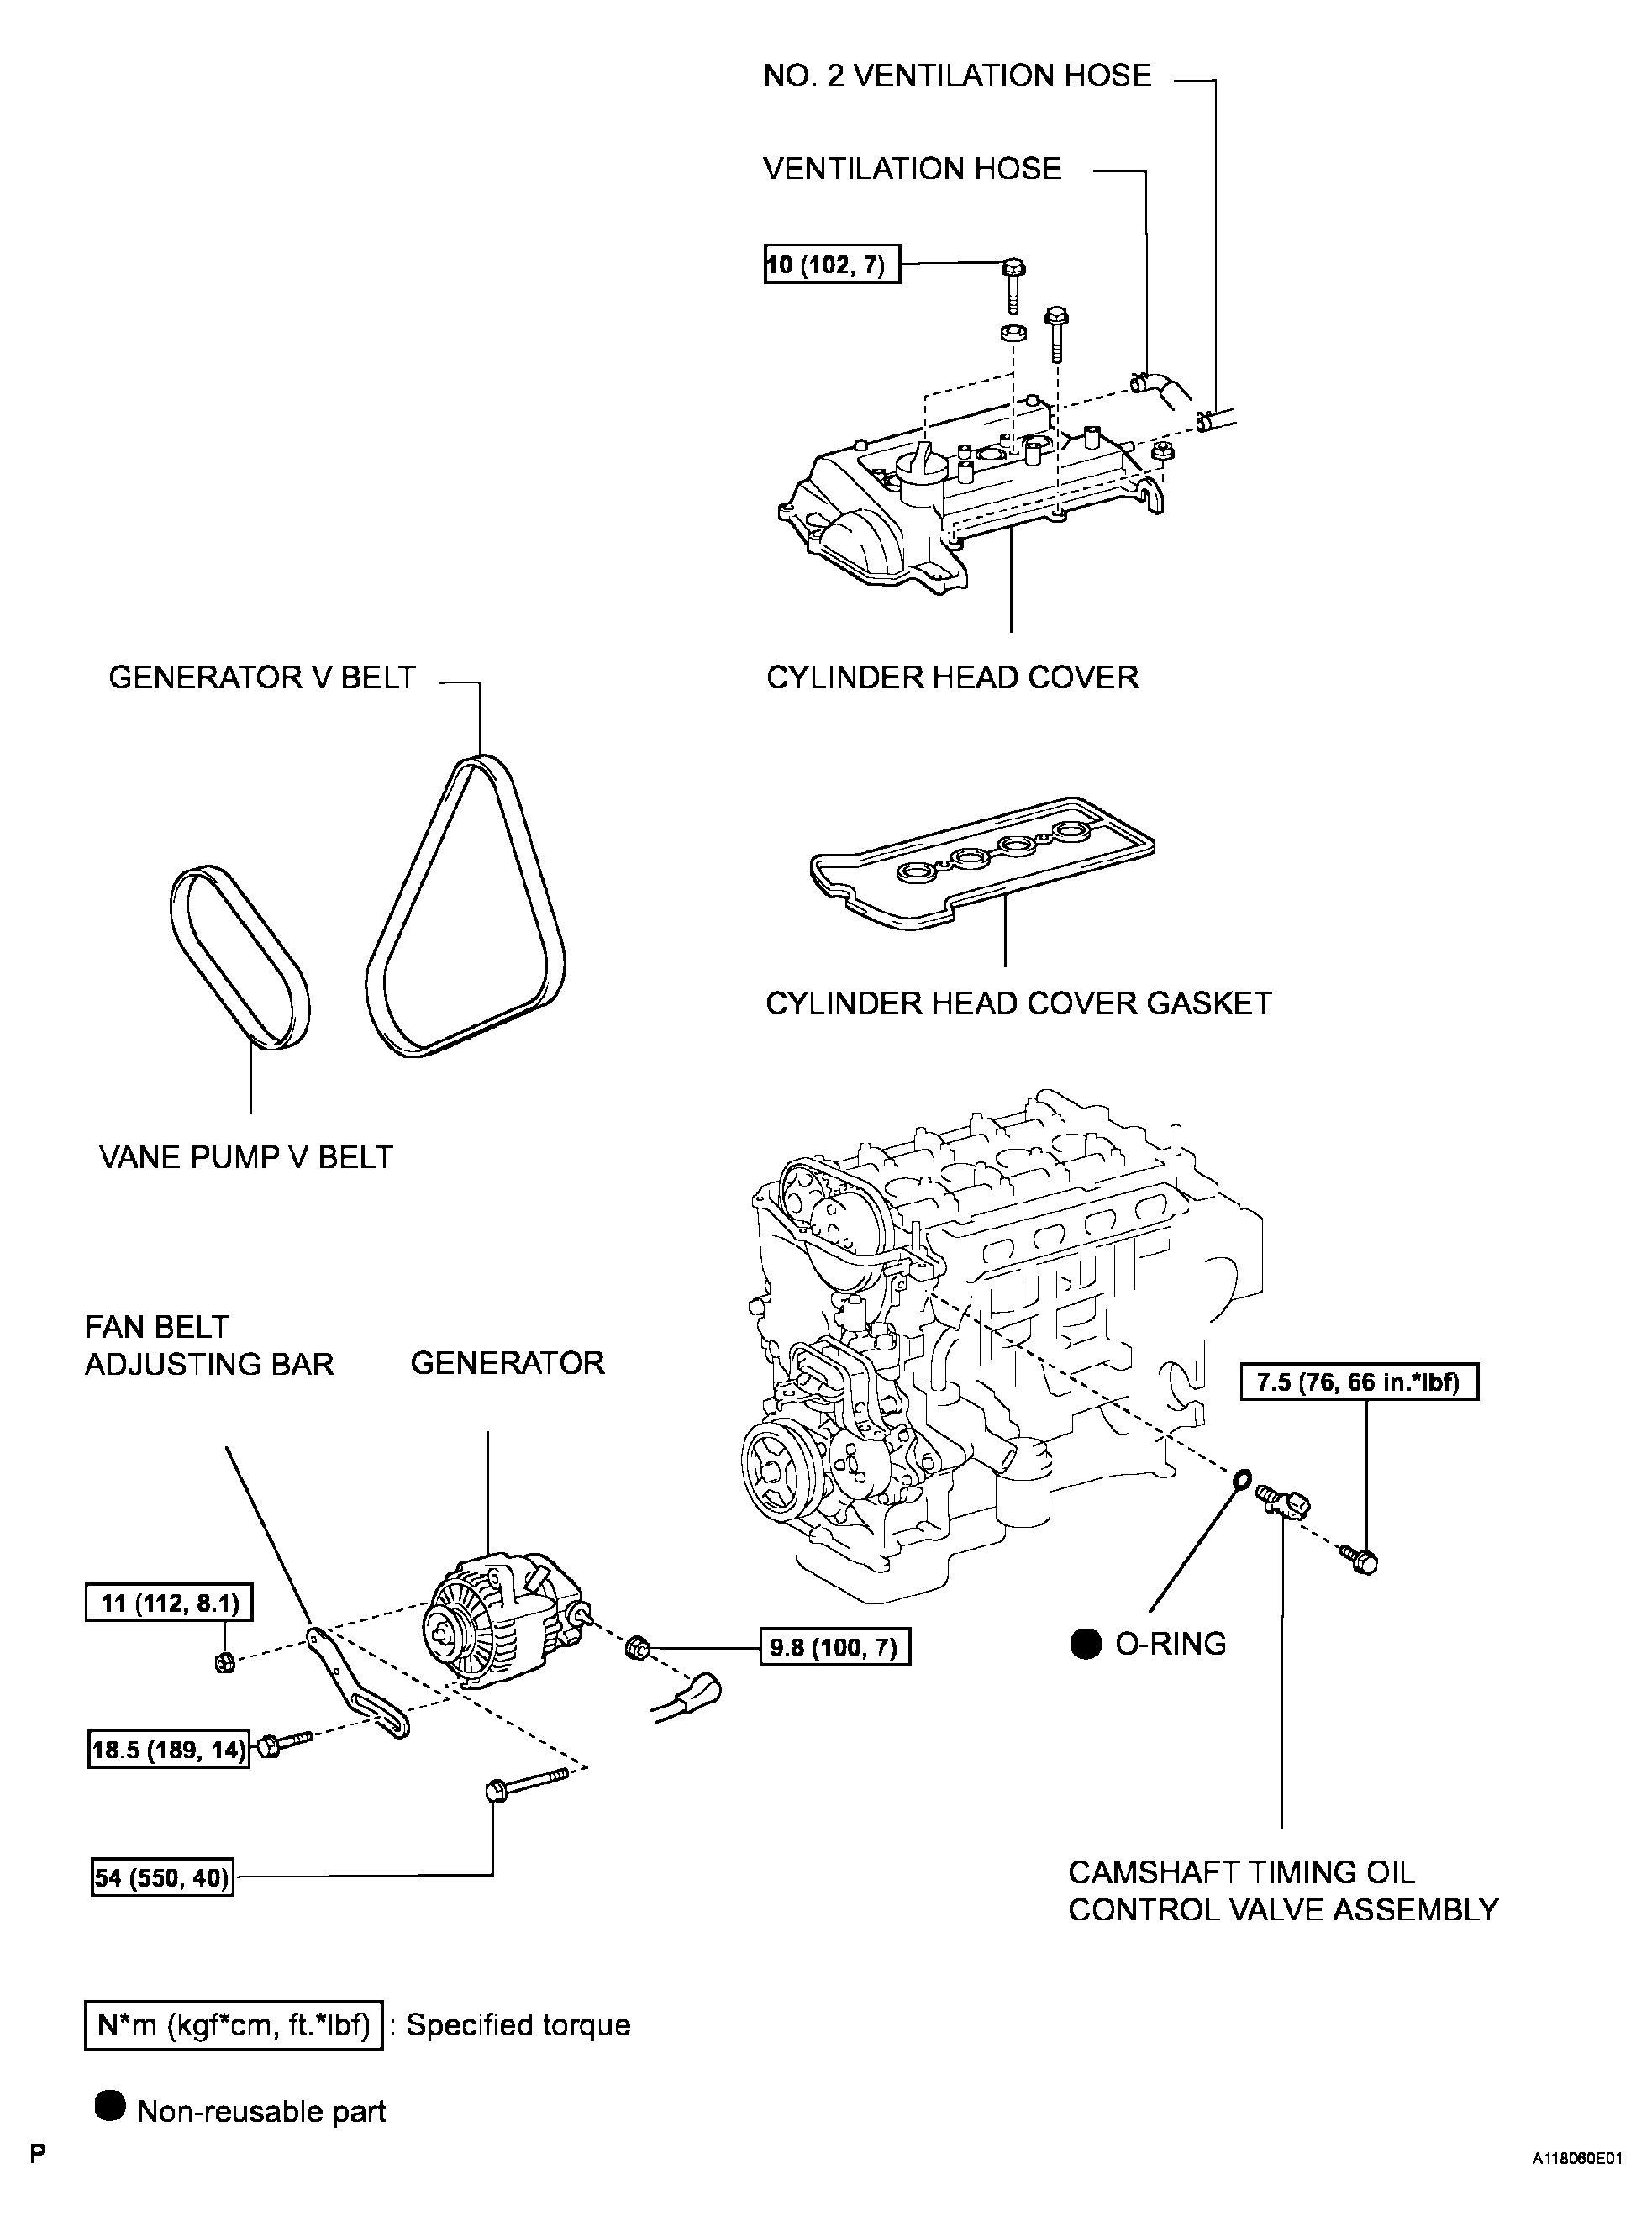 NO. 2 VENTILATION HOSE
VENTILATION HOSE
10 (102, 7)
GENERATOR V BELT
CYLINDER HEAD COVER
CYLINDER HEAD COVER GASKET
VANE PUMP V BELT
FAN BELT
ADJUSTING BAR
GENERATOR
7.5 (76, 66 in.*lbf)
11 (112, 8.1)
9.8 (100, 7)
O-RING
18.5 (189, 14)
54 (550, 40)
CAMSHAFT TIMING OIL
CONTROL VALVE ASSEMBLY
N*m (kgf*cm, ft.*lbf) : Specified torque
Non-reusable part
P
A118060E01